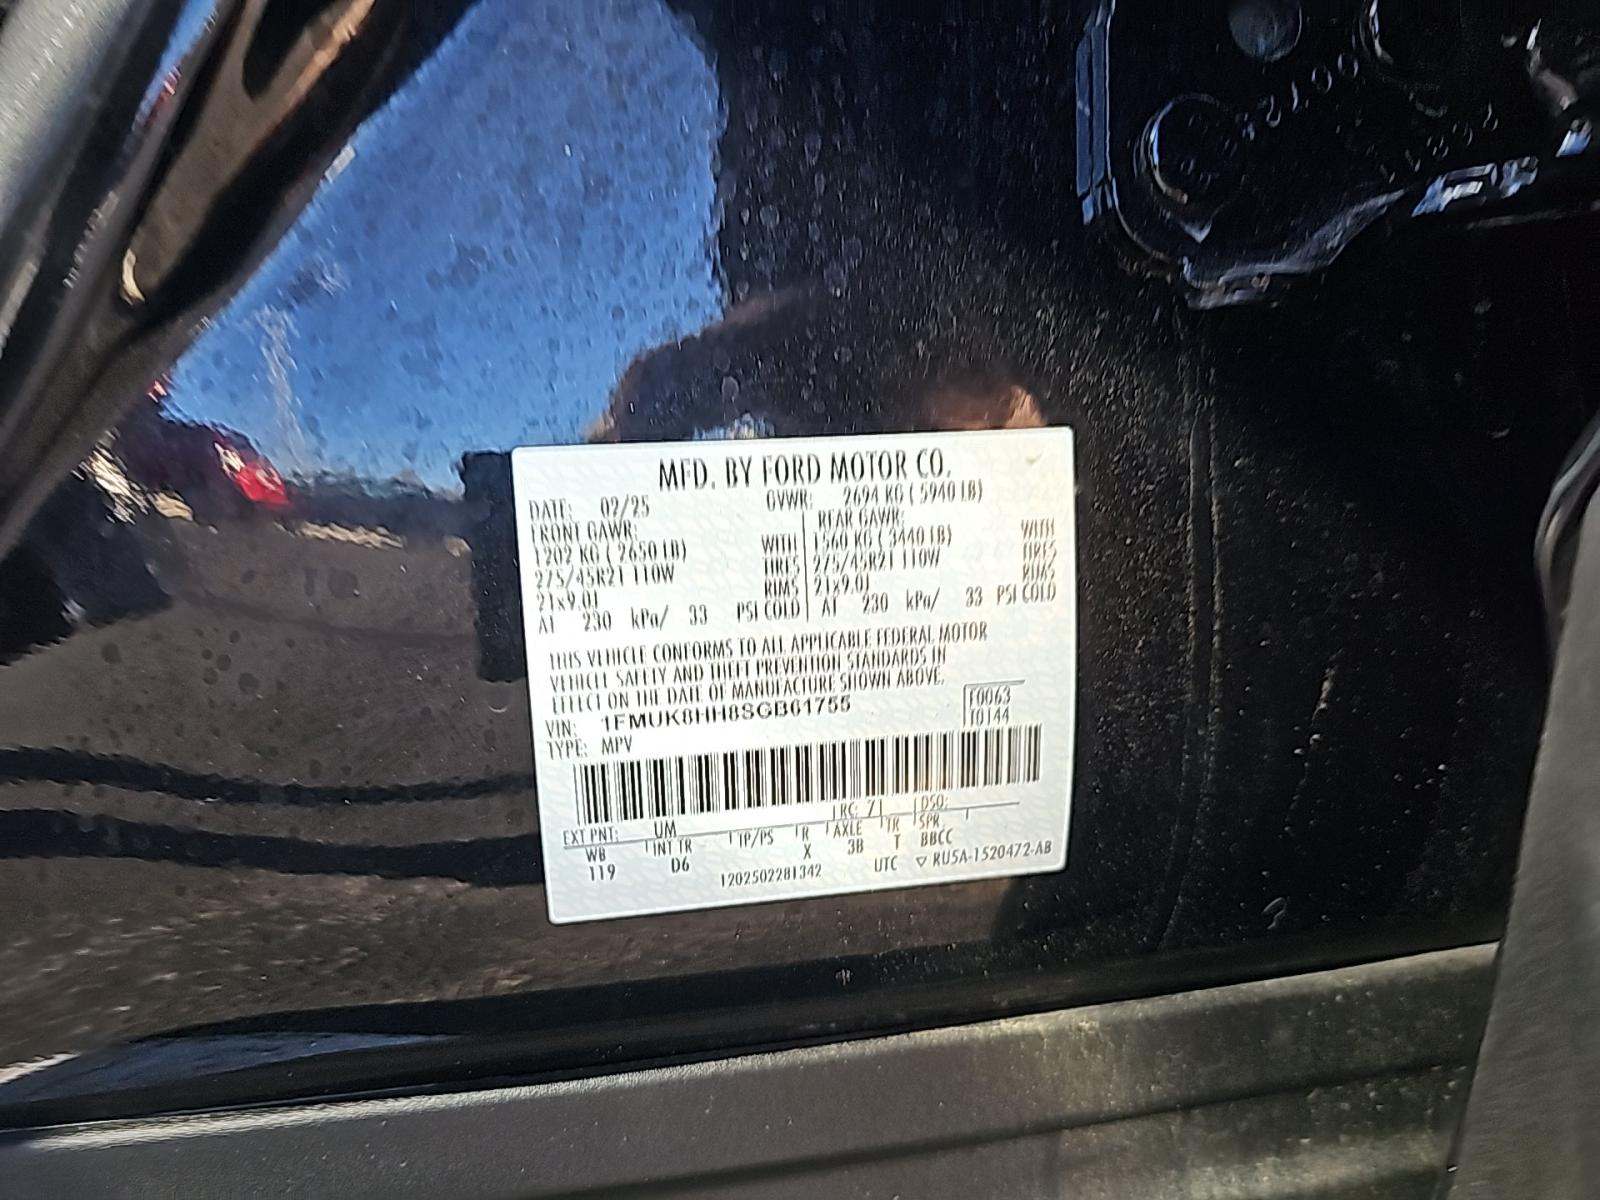 MFD. BY FORD MOTOR CO.
DATE: 02/25 GVWR: 2694 KG ( 5940 LB)
FRONT GAWR: REAR GAWR:
1202 KG ( 2650 LB) WITH 1560 KG ( 3440 LB) WITH
275/45R21 110W TIRES 275/45R21 110W TIRES
21x9.0J RIMS 21x9.0J RIMS
AT 230 kPa/ 33 PSI COLD AT 230 kPa/ 33 PSI COLD
THIS VEHICLE CONFORMS TO ALL APPLICABLE FEDERAL MOTOR
VEHICLE SAFETY AND THEFT PREVENTION STANDARDS IN
EFFECT ON THE DATE OF MANUFACTURE SHOWN ABOVE.
VIN: 1FMUK8HH8SGB61755 F0063
TYPE: MPV T0144
EXT PNT: UM RC: 71 DSO:
WB INT TR TP/PS R AXLE TR SPR
119 D6 X 3B T BBCC
1202502281342 UTC ▽ RU5A-1520472-AB